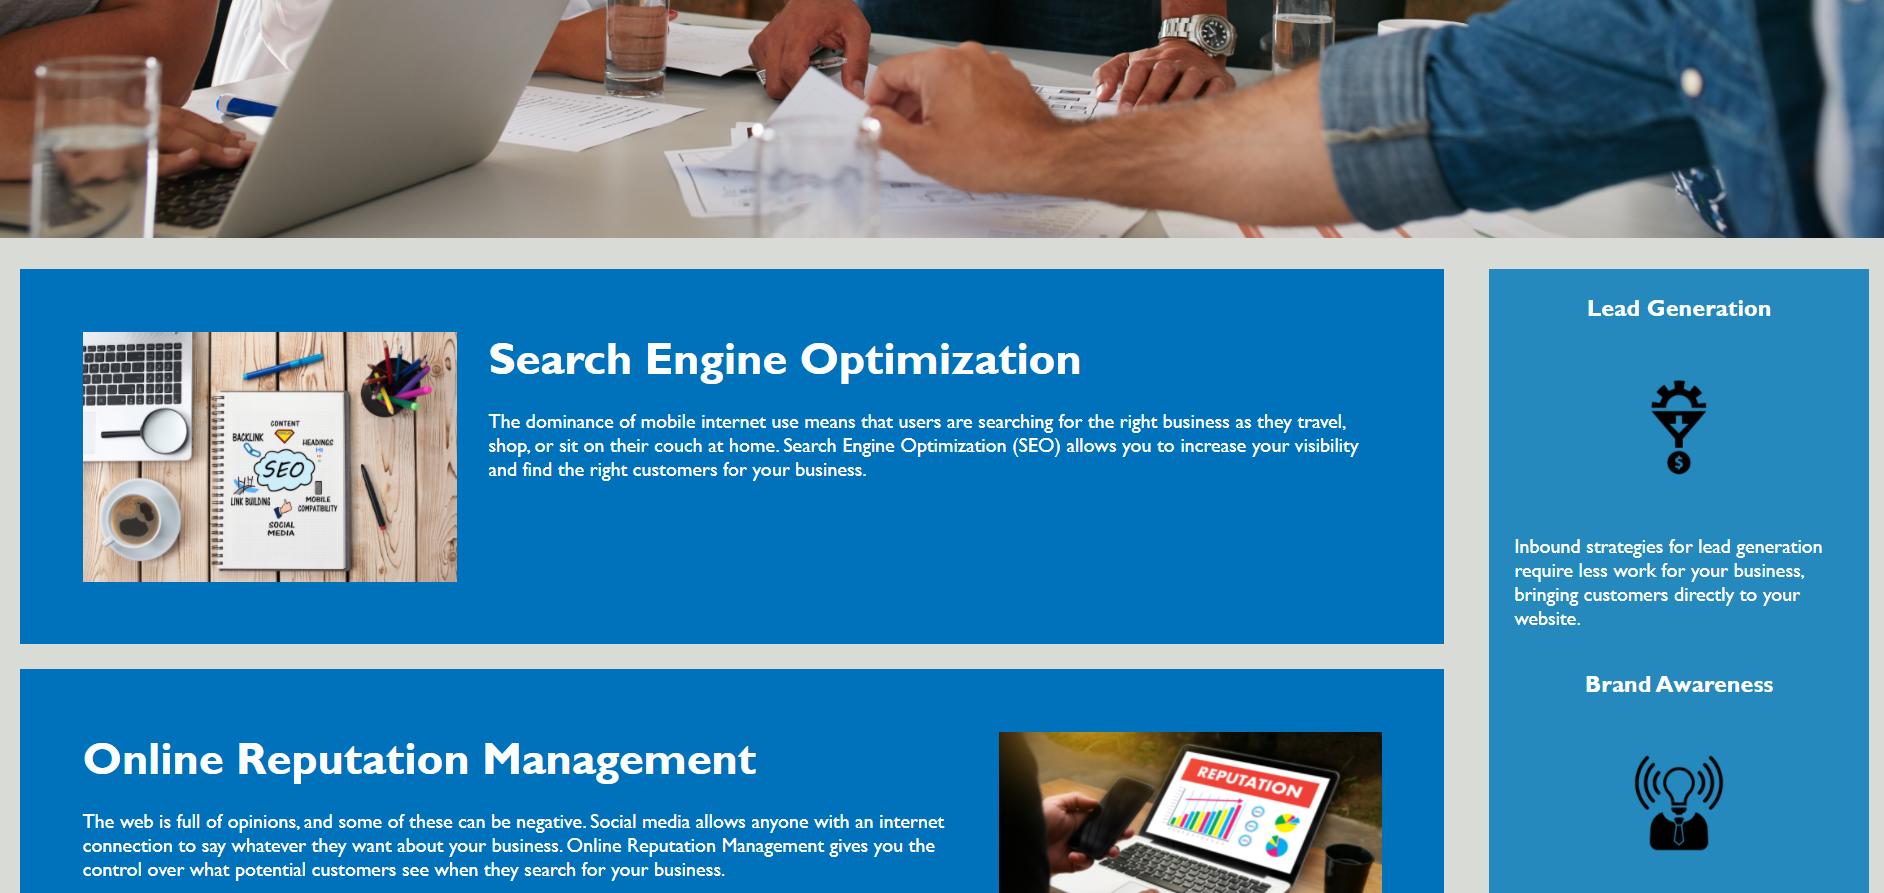 Search Engine Optimization
The dominance of mobile internet use means that users are searching for the right business as they travel,
shop, or sit on their couch at home. Search Engine Optimization (SEO) allows you to increase your visibility
and find the right customers for your business.
CONTENT
BACKLINK
HEADINGS
SEO
LINK BUILDING
MOBILE
COMPATIBILITY
SOCIAL
MEDIA
Online Reputation Management
The web is full of opinions, and some of these can be negative. Social media allows anyone with an internet
connection to say whatever they want about your business. Online Reputation Management gives you the
control over what potential customers see when they search for your business.
REPUTATION
Lead Generation
$
Inbound strategies for lead generation
require less work for your business,
bringing customers directly to your
website.
Brand Awareness